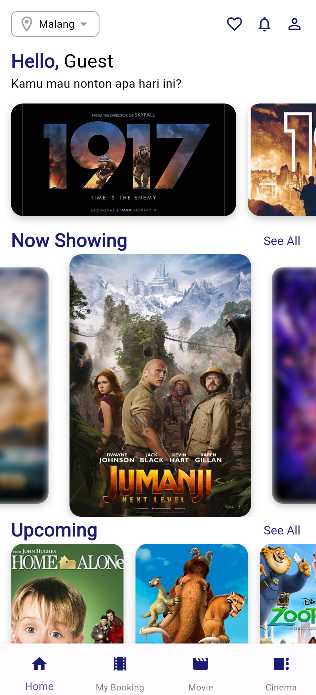 Malang
Hello, Guest
Kamu mau nonton apa hari ini?
FROM THE DIRECTOR OF SKYFALL
1917
TIME IS THE ENEMY
Now Showing
See All
DWAYNE JOHNSON
JACK BLACK
KEVIN HART
KAREN GILLAN
JUMANJI
NEXT LEVEL
Upcoming
See All
FROM JOHN HUGHES
HOME ALONe
Home
My Booking
Movie
Cinema